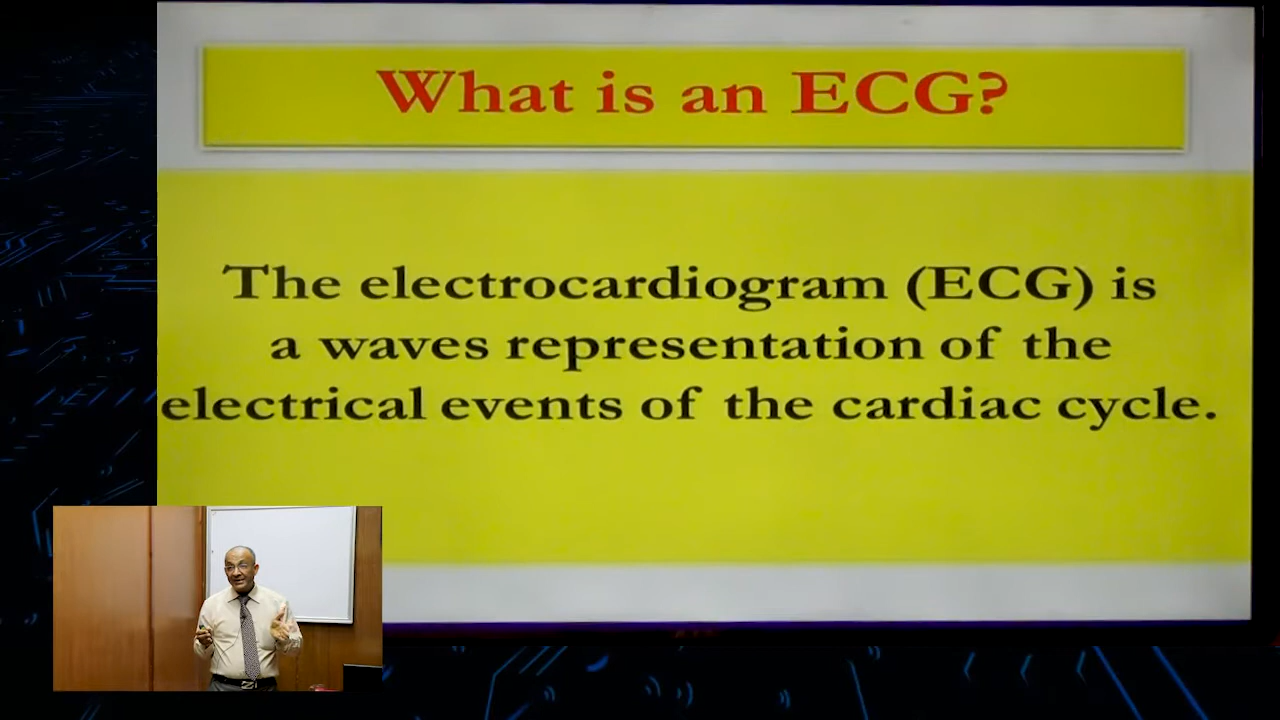 What is an ECG?
The electrocardiogram (ECG) is
a waves representation of the
electrical events of the cardiac cycle.